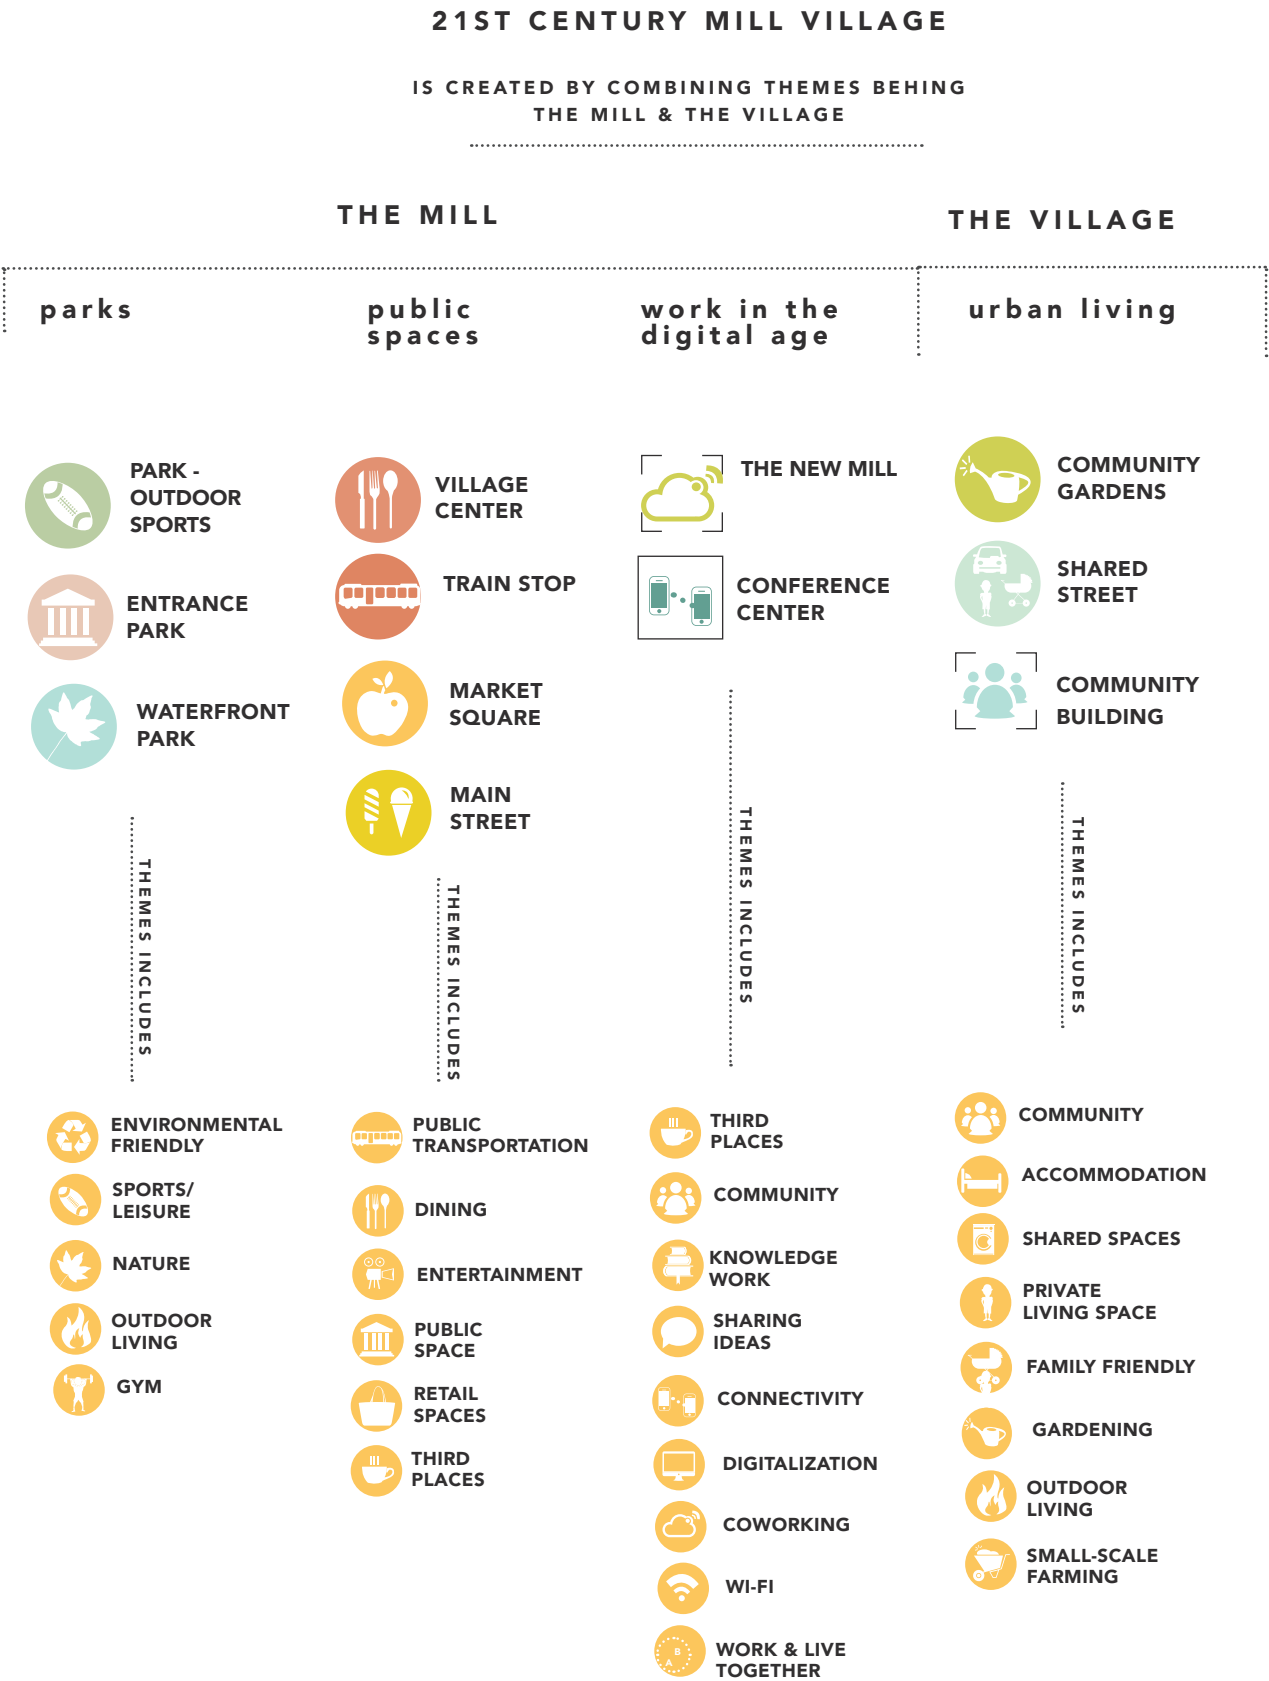 21ST CENTURY MILL VILLAGE
IS CREATED BY COMBINING THEMES BEHING
THE MILL & THE VILLAGE
THE MILL
THE VILLAGE
parks
public
spaces
work in the
digital age
urban living
PARK -
OUTDOOR
SPORTS
ENTRANCE
PARK
WATERFRONT
PARK
THEMES INCLUDES
ENVIRONMENTAL
FRIENDLY
SPORTS/
LEISURE
NATURE
OUTDOOR
LIVING
GYM
VILLAGE
CENTER
TRAIN STOP
MARKET
SQUARE
MAIN
STREET
THEMES INCLUDES
PUBLIC
TRANSPORTATION
DINING
ENTERTAINMENT
PUBLIC
SPACE
RETAIL
SPACES
THIRD
PLACES
THE NEW MILL
CONFERENCE
CENTER
THEMES INCLUDES
THIRD
PLACES
COMMUNITY
KNOWLEDGE
WORK
SHARING
IDEAS
CONNECTIVITY
DIGITALIZATION
COWORKING
WI-FI
A
B
WORK & LIVE
TOGETHER
COMMUNITY
GARDENS
SHARED
STREET
COMMUNITY
BUILDING
THEMES INCLUDES
COMMUNITY
ACCOMMODATION
SHARED SPACES
PRIVATE
LIVING SPACE
FAMILY FRIENDLY
GARDENING
OUTDOOR
LIVING
SMALL-SCALE
FARMING